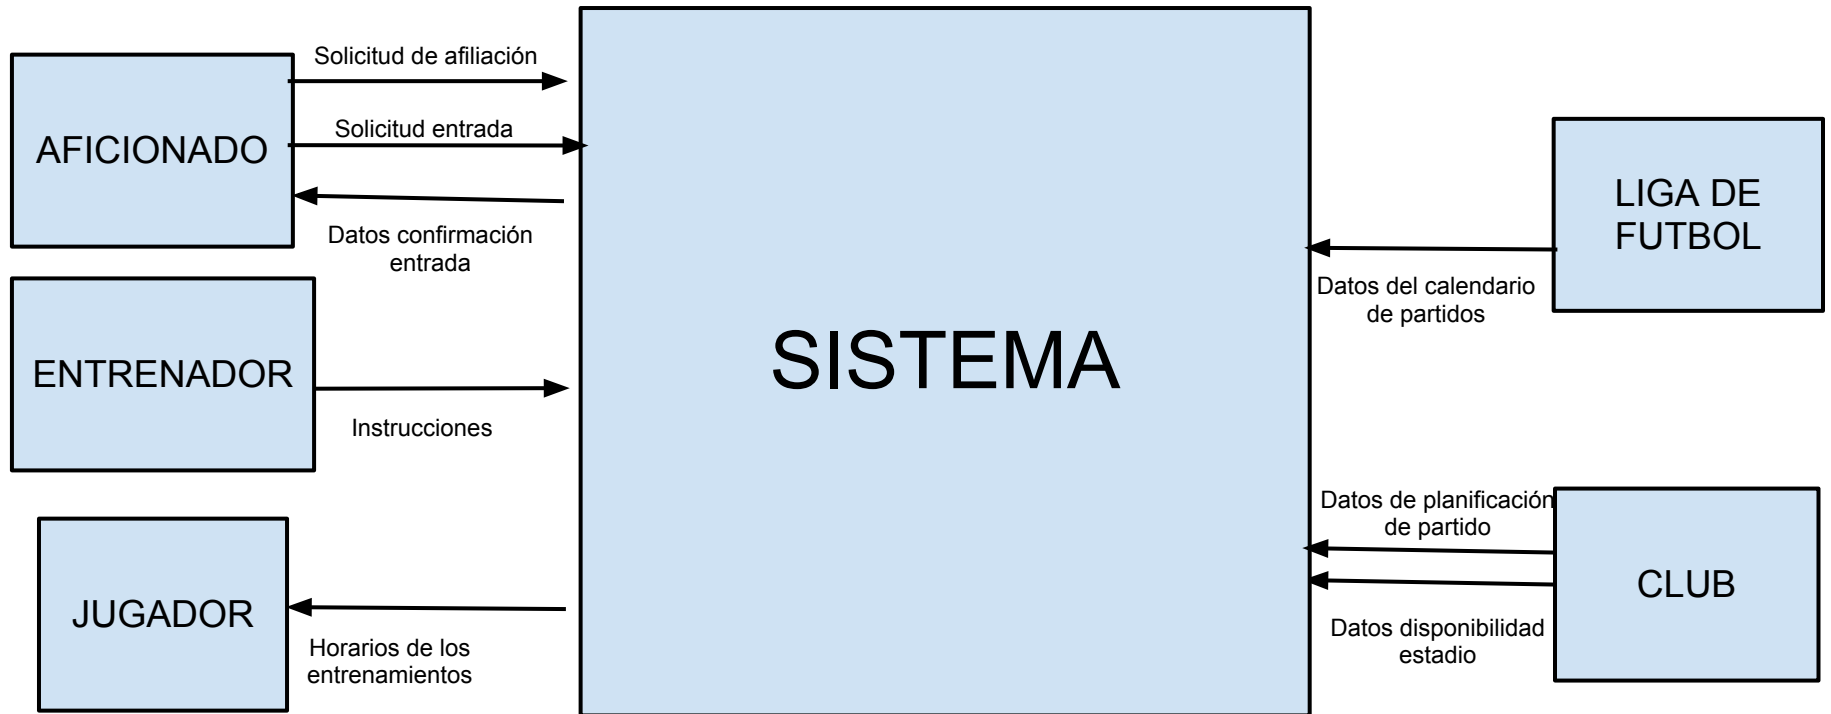 Solicitud de afiliación
AFICIONADO
Solicitud entrada
Datos confirmación
entrada
ENTRENADOR
Instrucciones
JUGADOR
Horarios de los
entrenamientos
SISTEMA
LIGA DE
FUTBOL
Datos del calendario
de partidos
Datos de planificación
de partido
CLUB
Datos disponibilidad
estadio